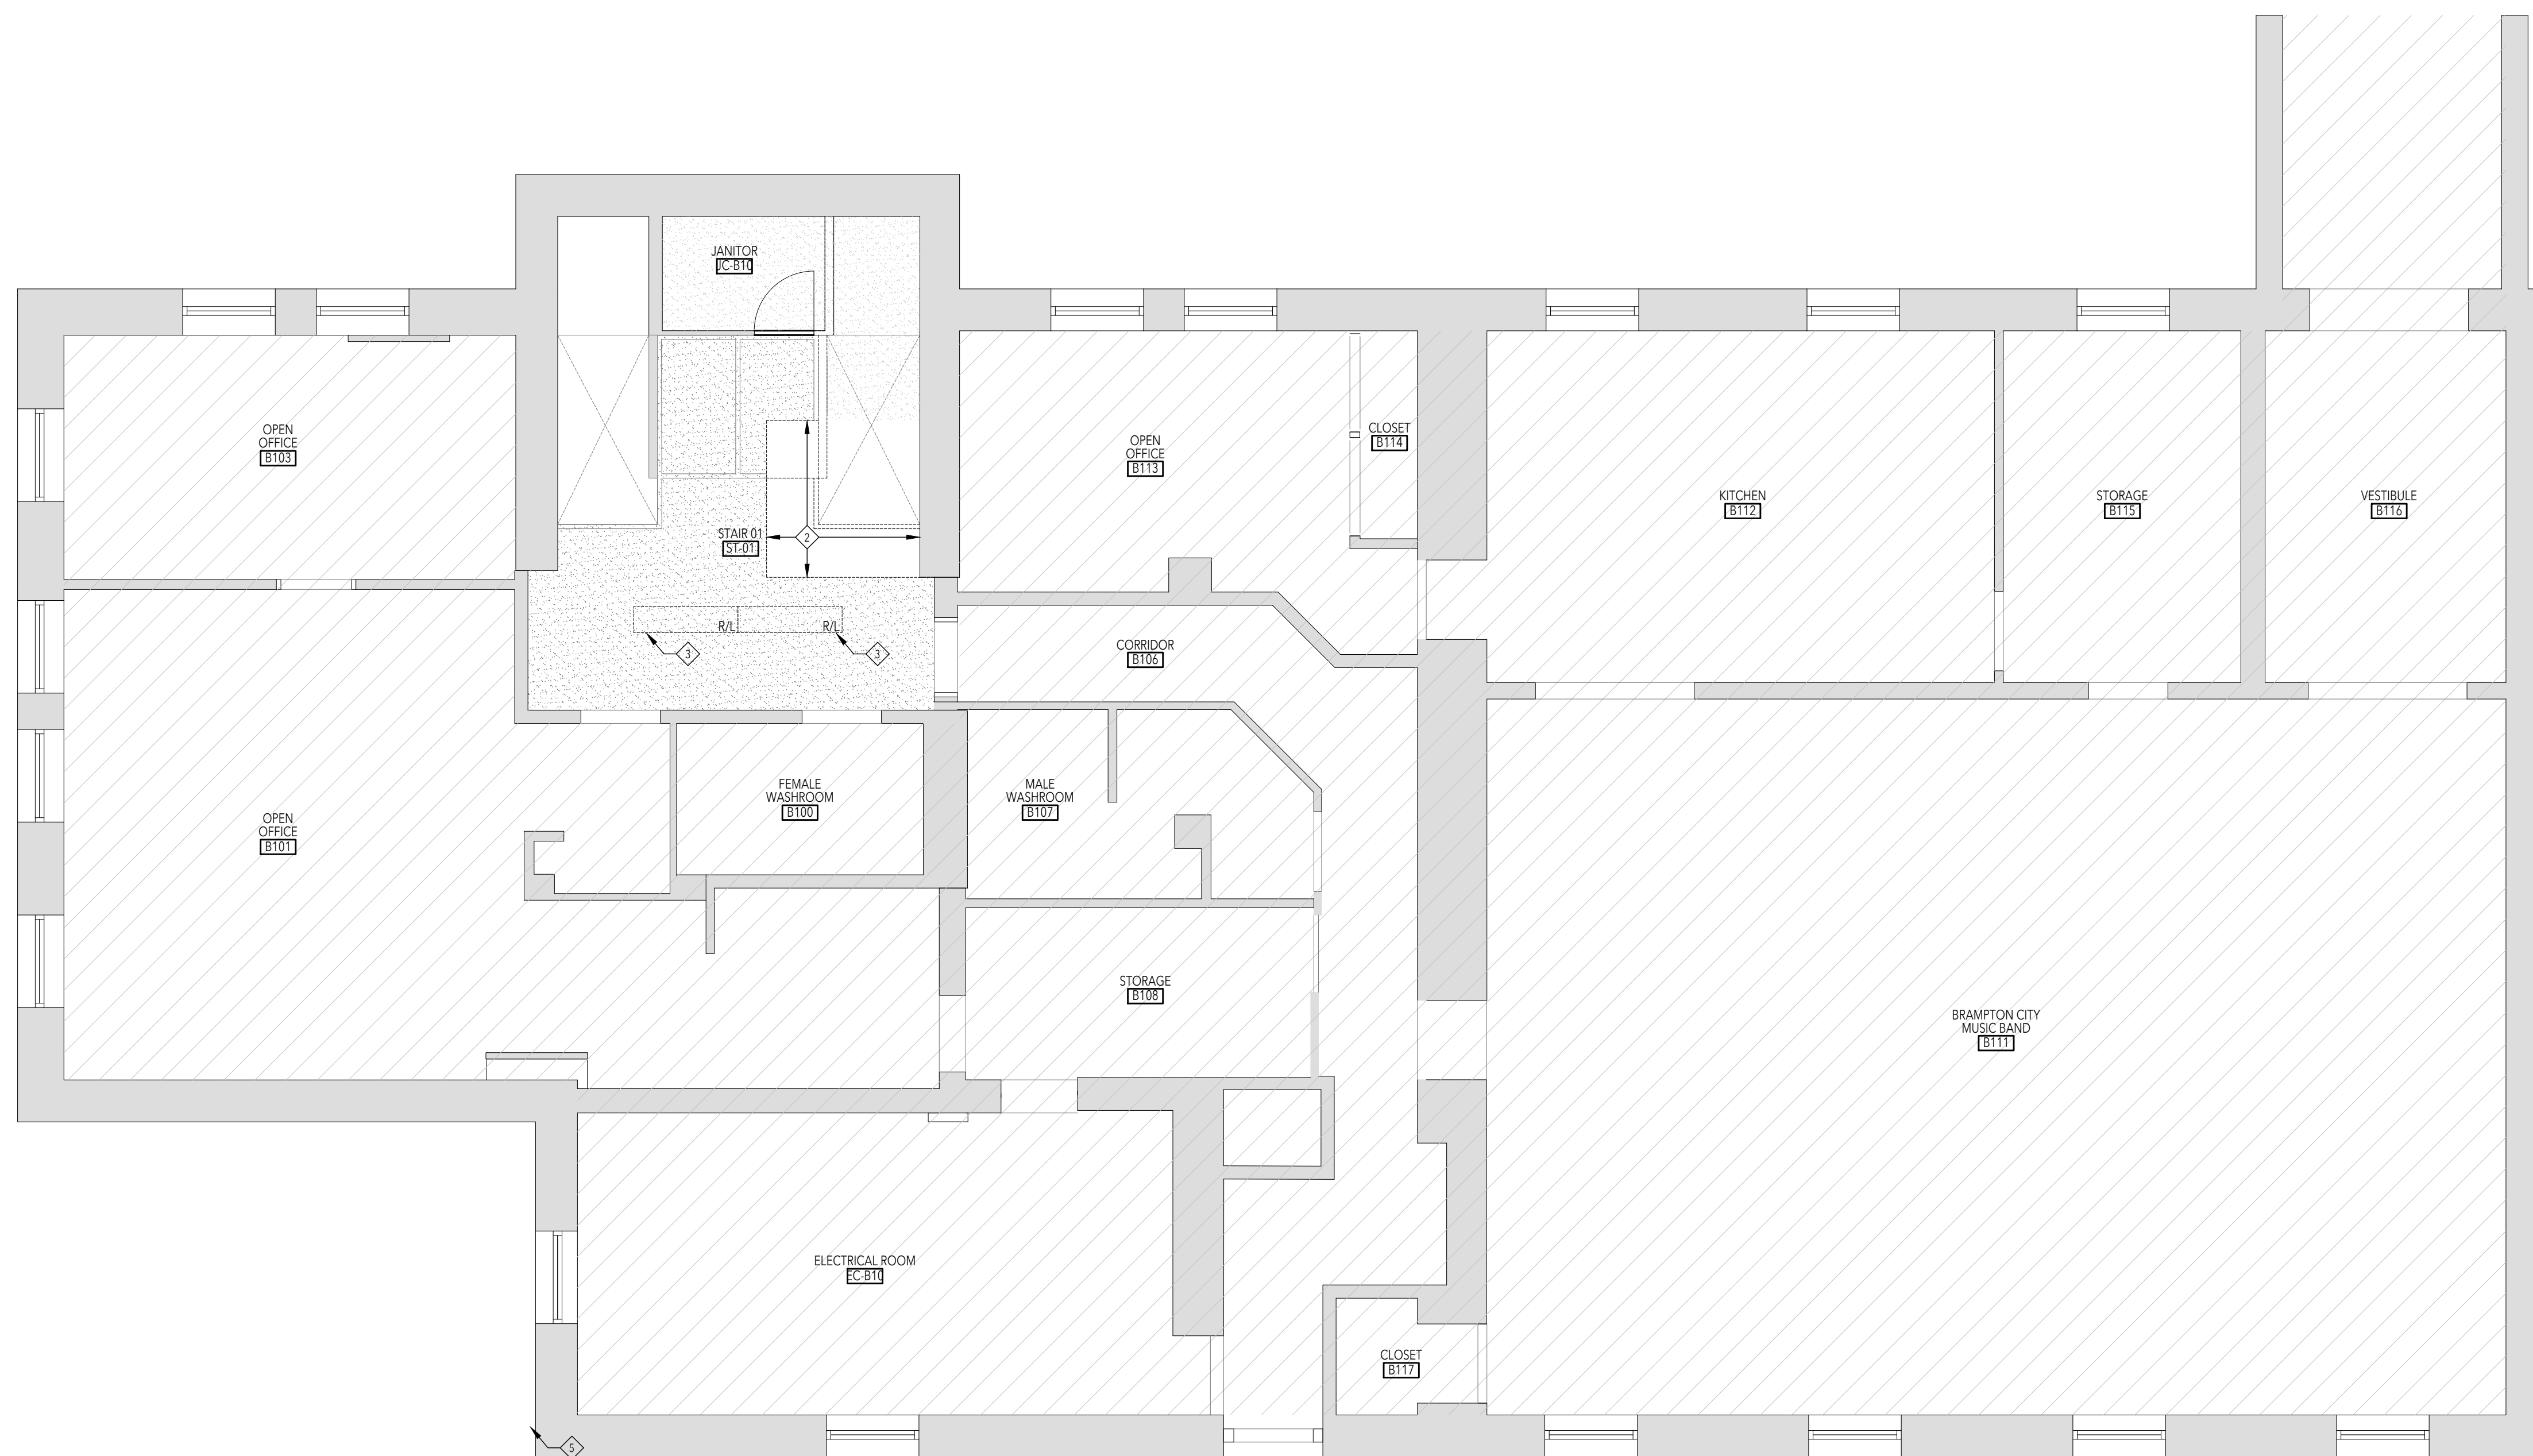 JANITOR
JC-B10
OPEN
OFFICE
B103
OPEN
OFFICE
B113
CLOSET
B114
KITCHEN
B112
STORAGE
B115
VESTIBULE
B116
STAIR 01
ST-01
2
R/L
R/L
3
3
CORRIDOR
B106
OPEN
OFFICE
B101
FEMALE
WASHROOM
B100
MALE
WASHROOM
B107
STORAGE
B108
BRAMPTON CITY
MUSIC BAND
B111
ELECTRICAL ROOM
EC-B10
CLOSET
B117
5